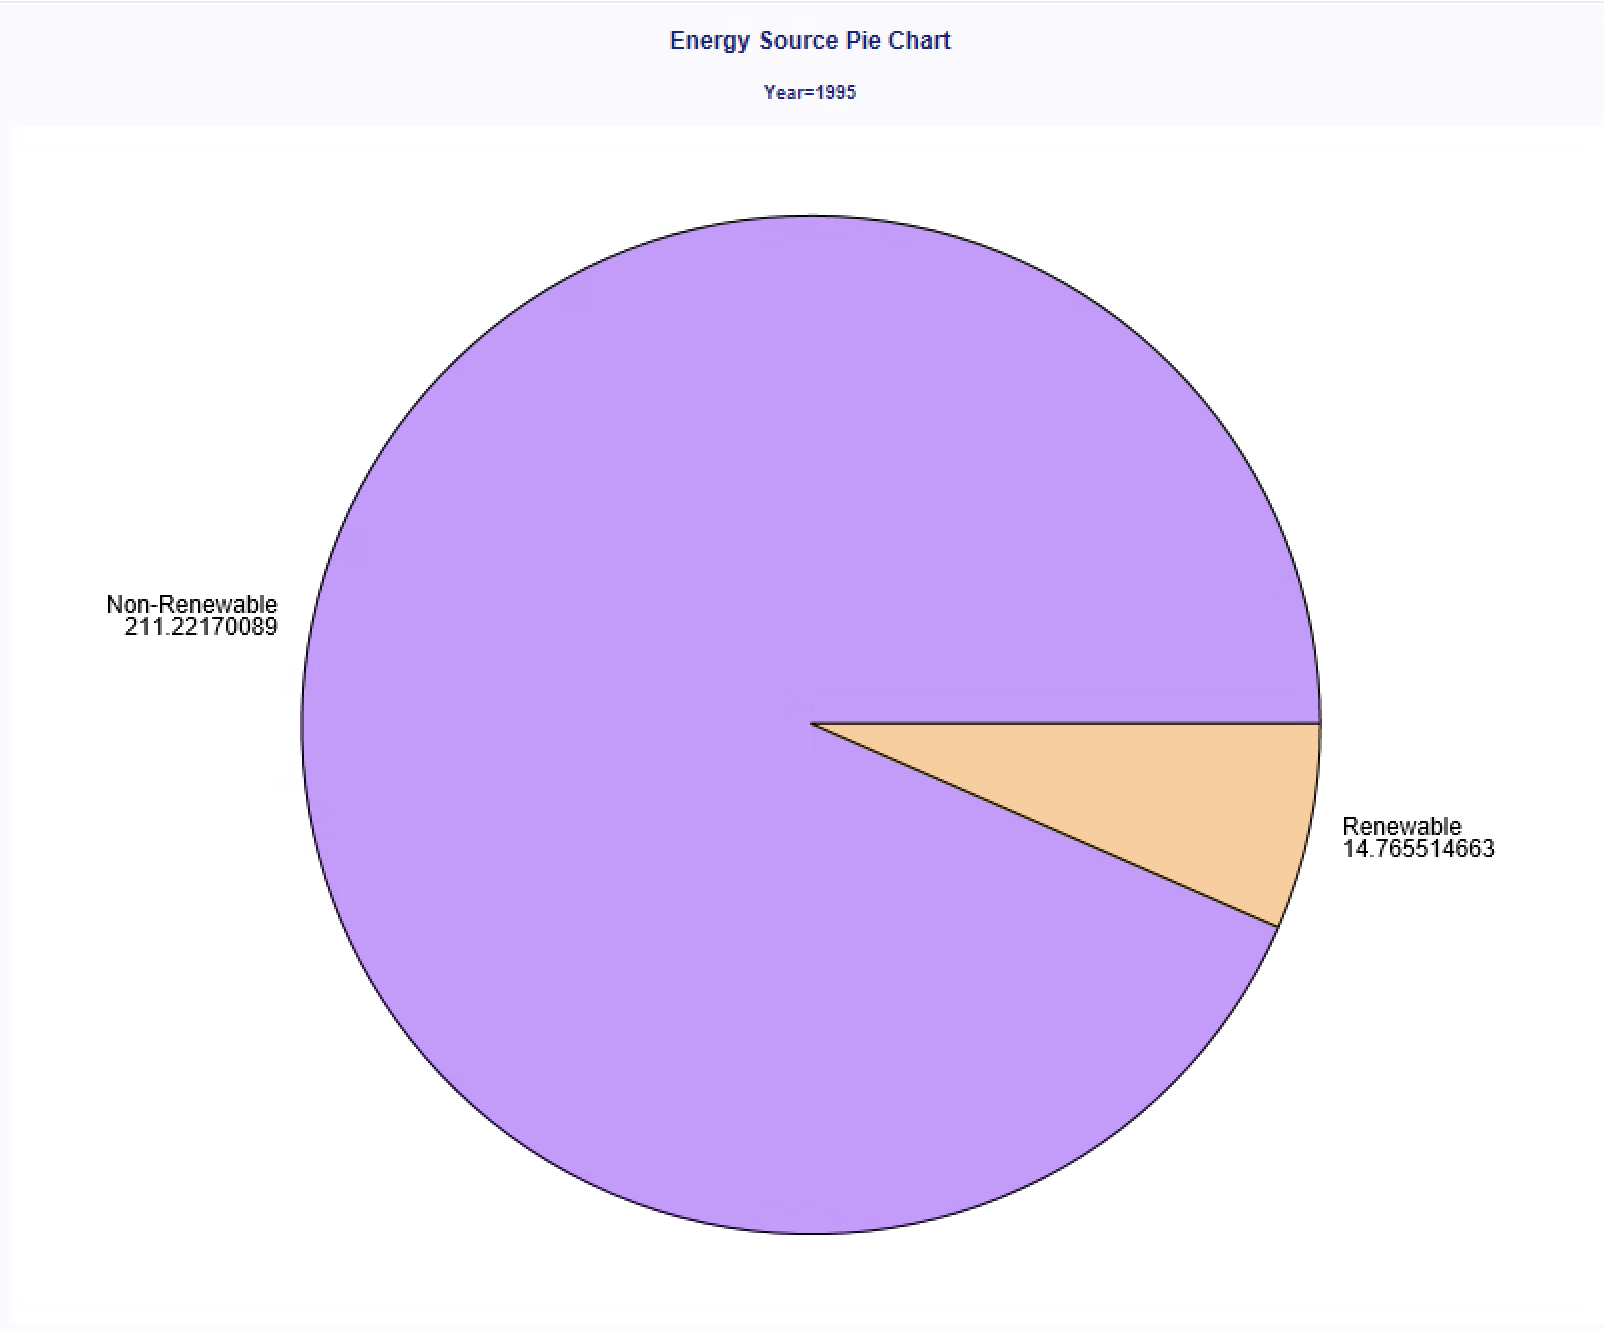 Energy Source Pie Chart
Year=1995
Non-Renewable
211.22170089
Renewable
14.765514663